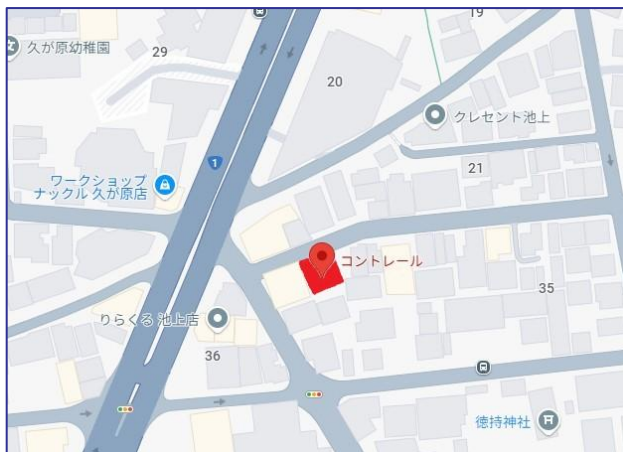 19
久が原幼稚園
29
20
クレセント池上
1
21
ワークショップ
ナックル 久が原店
コントレール
35
りらくる 池上店
36
徳持神社